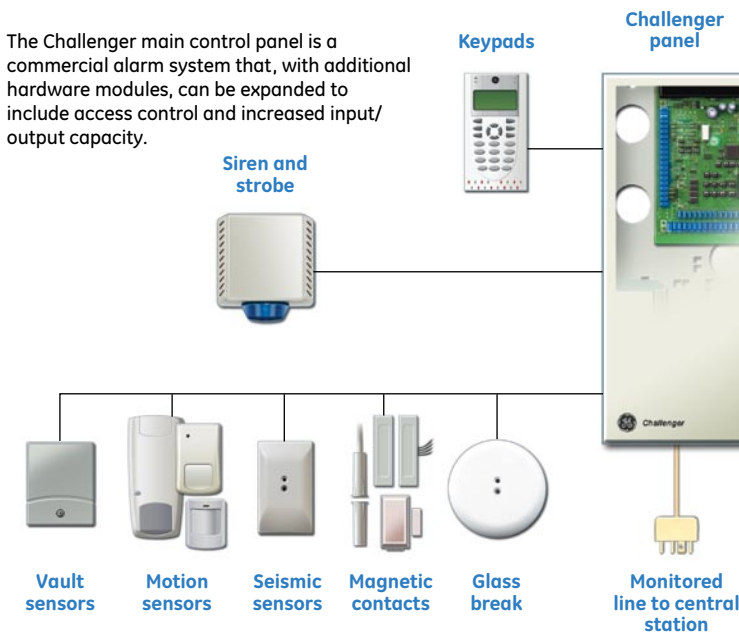 The Challenger main control panel is a
commercial alarm system that, with additional
hardware modules, can be expanded to
include access control and increased input/
output capacity.
Keypads
Challenger
panel
Siren and
strobe
Challenger
Vault
sensors
Motion
sensors
Seismic
sensors
Magnetic
contacts
Glass
break
Monitored
line to central
station